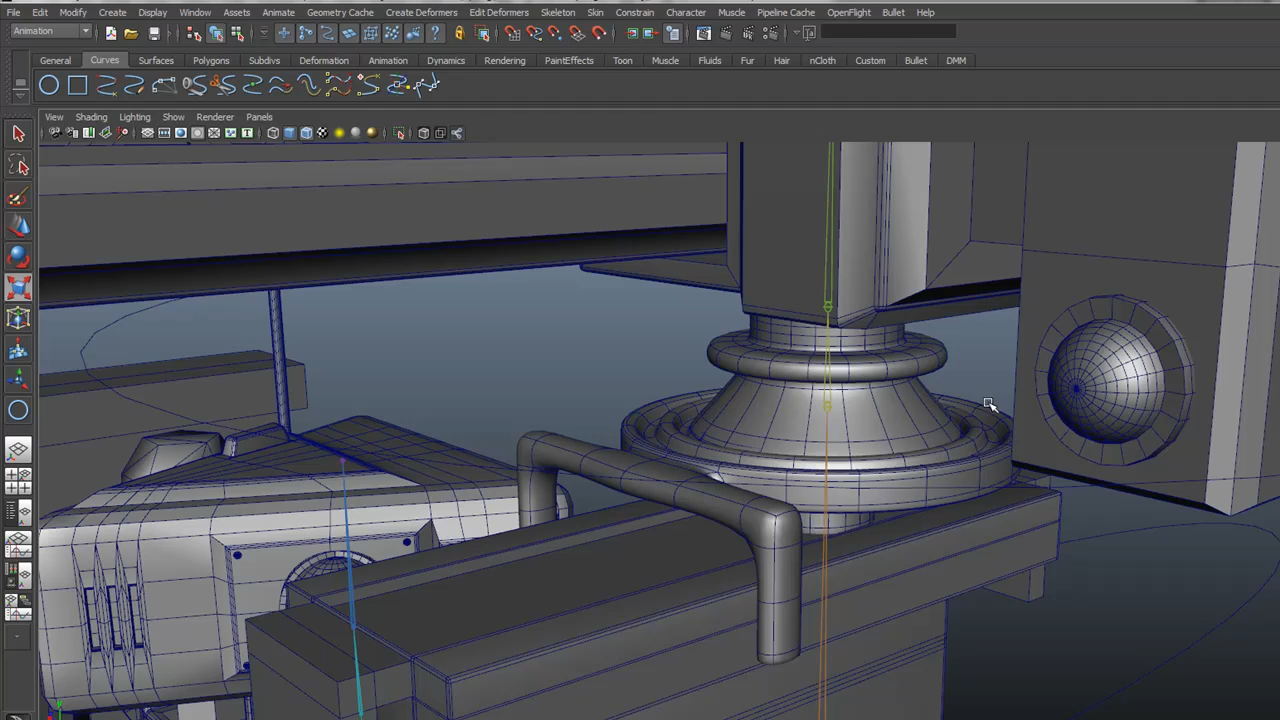 File Edit Modify Create Display Window Assets Animate Geometry Cache Create Deformers Edit Deformers Skeleton Skin Constrain Character Muscle Pipeline Cache OpenFlight Bullet Help
Animation
General Curves Surfaces Polygons Subdivs Deformation Animation Dynamics Rendering PaintEffects Toon Muscle Fluids Fur Hair nCloth Custom Bullet DMM
View Shading Lighting Show Renderer Panels